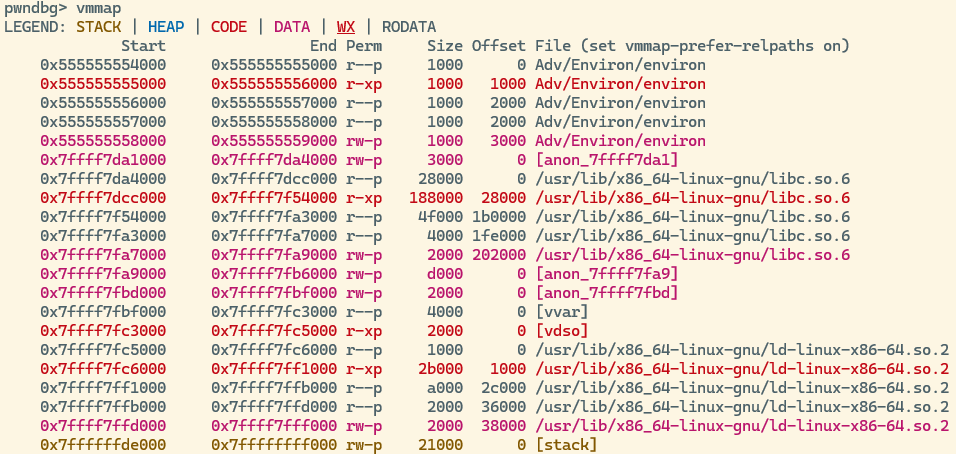 pwndbg> vmmap
LEGEND: STACK | HEAP | CODE | DATA | WX | RODATA
Start End Perm Size Offset File (set vmmap-prefer-relpaths on)
0x555555554000 0x555555555000 r--p 1000 0 Adv/Environ/environ
0x555555555000 0x555555556000 r-xp 1000 1000 Adv/Environ/environ
0x555555556000 0x555555557000 r--p 1000 2000 Adv/Environ/environ
0x555555557000 0x555555558000 r--p 1000 2000 Adv/Environ/environ
0x555555558000 0x555555559000 rw-p 1000 3000 Adv/Environ/environ
0x7ffff7da1000 0x7ffff7da4000 rw-p 3000 0 [anon_7ffff7da1]
0x7ffff7da4000 0x7ffff7dcc000 r--p 28000 0 /usr/lib/x86_64-linux-gnu/libc.so.6
0x7ffff7dcc000 0x7ffff7f54000 r-xp 188000 28000 /usr/lib/x86_64-linux-gnu/libc.so.6
0x7ffff7f54000 0x7ffff7fa3000 r--p 4f000 1b0000 /usr/lib/x86_64-linux-gnu/libc.so.6
0x7ffff7fa3000 0x7ffff7fa7000 r--p 4000 1fe000 /usr/lib/x86_64-linux-gnu/libc.so.6
0x7ffff7fa7000 0x7ffff7fa9000 rw-p 2000 202000 /usr/lib/x86_64-linux-gnu/libc.so.6
0x7ffff7fa9000 0x7ffff7fb6000 rw-p d000 0 [anon_7ffff7fa9]
0x7ffff7fbd000 0x7ffff7fbf000 rw-p 2000 0 [anon_7ffff7fbd]
0x7ffff7fbf000 0x7ffff7fc3000 r--p 4000 0 [vvar]
0x7ffff7fc3000 0x7ffff7fc5000 r-xp 2000 0 [vdso]
0x7ffff7fc5000 0x7ffff7fc6000 r--p 1000 0 /usr/lib/x86_64-linux-gnu/ld-linux-x86-64.so.2
0x7ffff7fc6000 0x7ffff7ff1000 r-xp 2b000 1000 /usr/lib/x86_64-linux-gnu/ld-linux-x86-64.so.2
0x7ffff7ff1000 0x7ffff7ffb000 r--p a000 2c000 /usr/lib/x86_64-linux-gnu/ld-linux-x86-64.so.2
0x7ffff7ffb000 0x7ffff7ffd000 r--p 2000 36000 /usr/lib/x86_64-linux-gnu/ld-linux-x86-64.so.2
0x7ffff7ffd000 0x7ffff7fff000 rw-p 2000 38000 /usr/lib/x86_64-linux-gnu/ld-linux-x86-64.so.2
0x7ffffffde000 0x7ffffffff000 rw-p 21000 0 [stack]